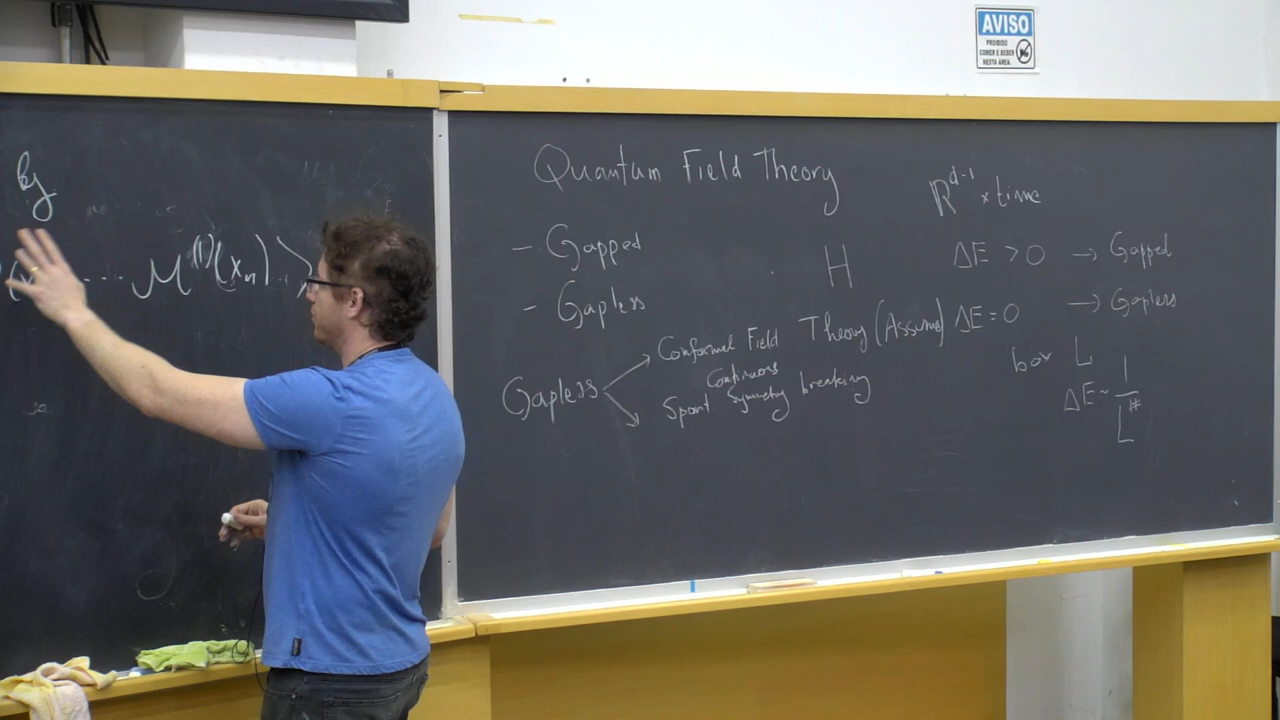 AVISO
PROIBIDO
COMER E BEBER
NESTA ÁREA.
by
..... M^(1)(x_n) ⟩
Quantum Field Theory
- Gapped
- Gapless
H
Gapless → Conformal Field Theory (Assume)
Continuous
Spont symmetry breaking
R^{d-1} × time
ΔE > 0 → Gapped
ΔE = 0 → Gapless
box L
ΔE ~ 1/L^#